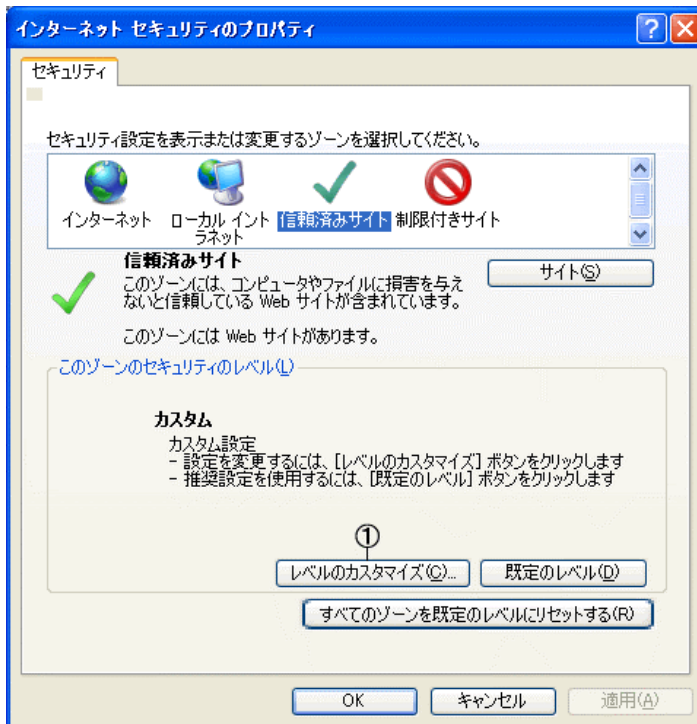 インターネット セキュリティのプロパティ
セキュリティ
セキュリティ設定を表示または変更するゾーンを選択してください。
インターネット
ローカル イント
ラネット
信頼済みサイト
制限付きサイト
信頼済みサイト
このゾーンには、コンピュータやファイルに損害を与え
ないと信頼している Web サイトが含まれています。
サイト(S)
このゾーンには Web サイトがあります。
このゾーンのセキュリティのレベル(L)
カスタム
カスタム設定
- 設定を変更するには、[レベルのカスタマイズ] ボタンをクリックします
- 推奨設定を使用するには、[既定のレベル] ボタンをクリックします
①
レベルのカスタマイズ(C)...
既定のレベル(D)
すべてのゾーンを既定のレベルにリセットする(R)
OK
キャンセル
適用(A)